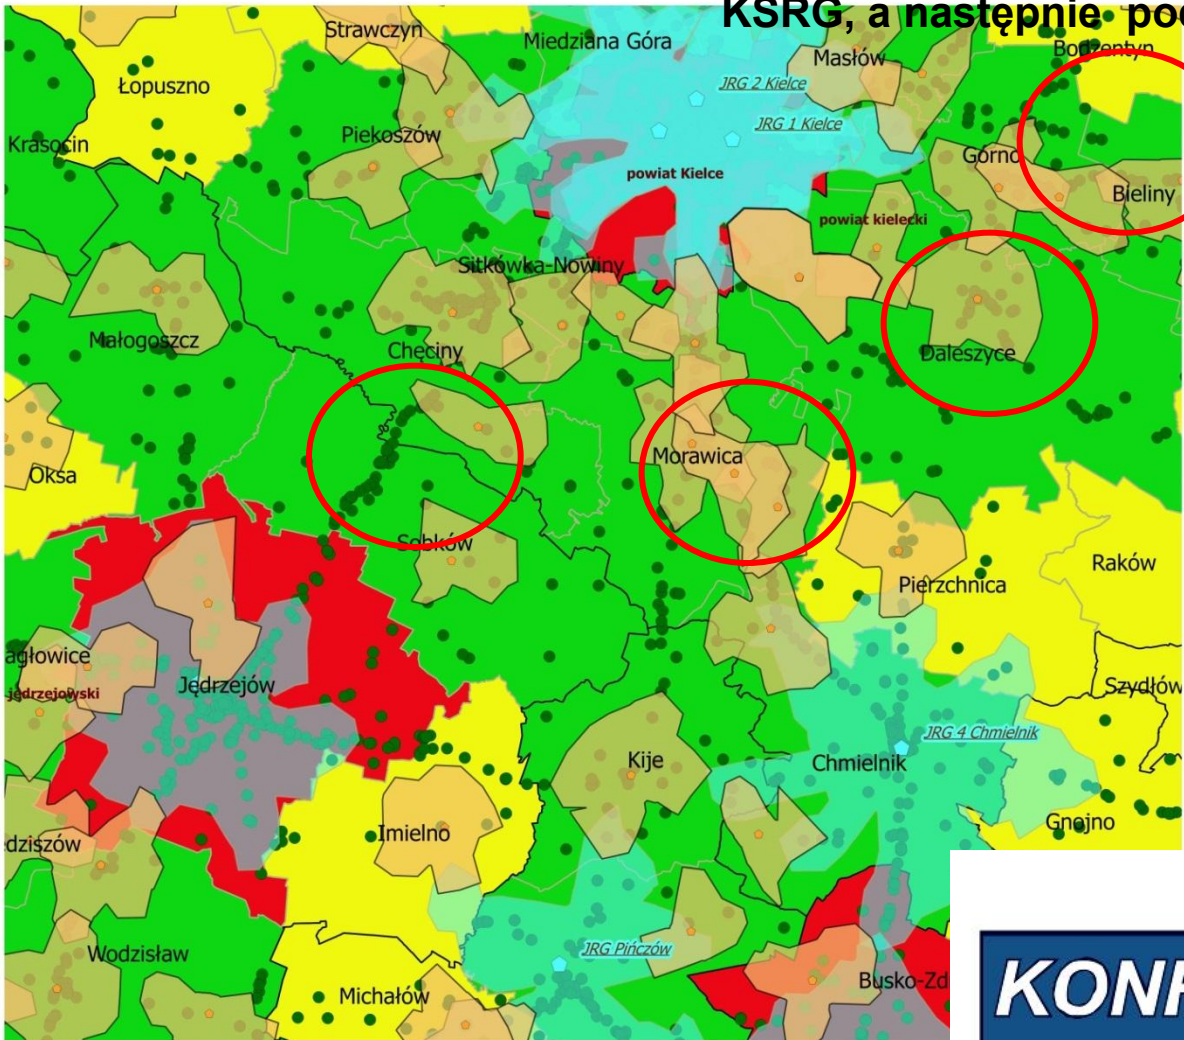 KSRG, a następnie
Strawczyn
Miedziana Góra
Masłów
Bodzentyn
Łopuszno
JRG 2 Kielce
Krasocin
Piekoszów
JRG 1 Kielce
Górno
powiat Kielce
Bieliny
powiat kielecki
Sitkówka-Nowiny
Małogoszcz
Chęciny
Daleszyce
Morawica
Oksa
Sobków
Pierzchnica
Raków
agłowice
Jędrzejów
jędrzejowski
Szydłów
JRG 4 Chmielnik
Kije
Chmielnik
Gnojno
Imielno
dziszów
JRG Pińczów
Wodzisław
Busko-Zd
Michałów
KON